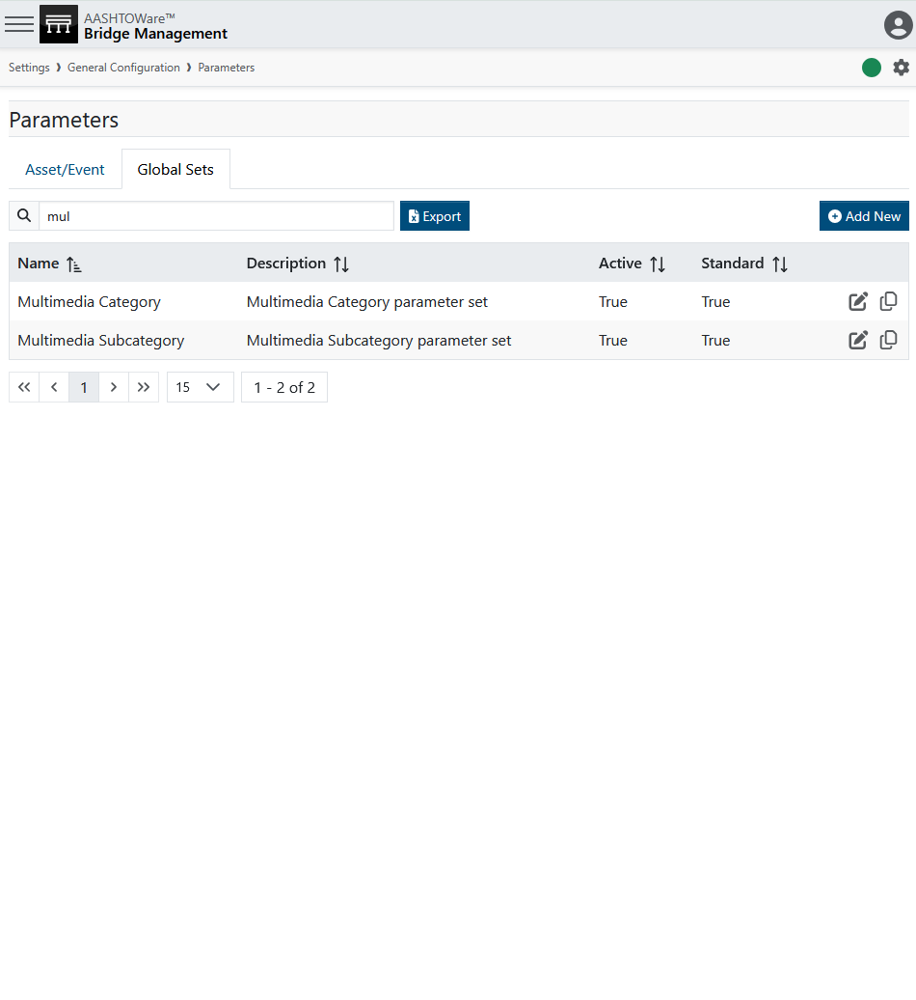 AASHTOWare™
Bridge Management
Settings › General Configuration › Parameters
Parameters
Asset/Event Global Sets
mul Export Add New
Name Description Active Standard
Multimedia Category Multimedia Category parameter set True True
Multimedia Subcategory Multimedia Subcategory parameter set True True
« ‹ 1 › » 15 1 - 2 of 2